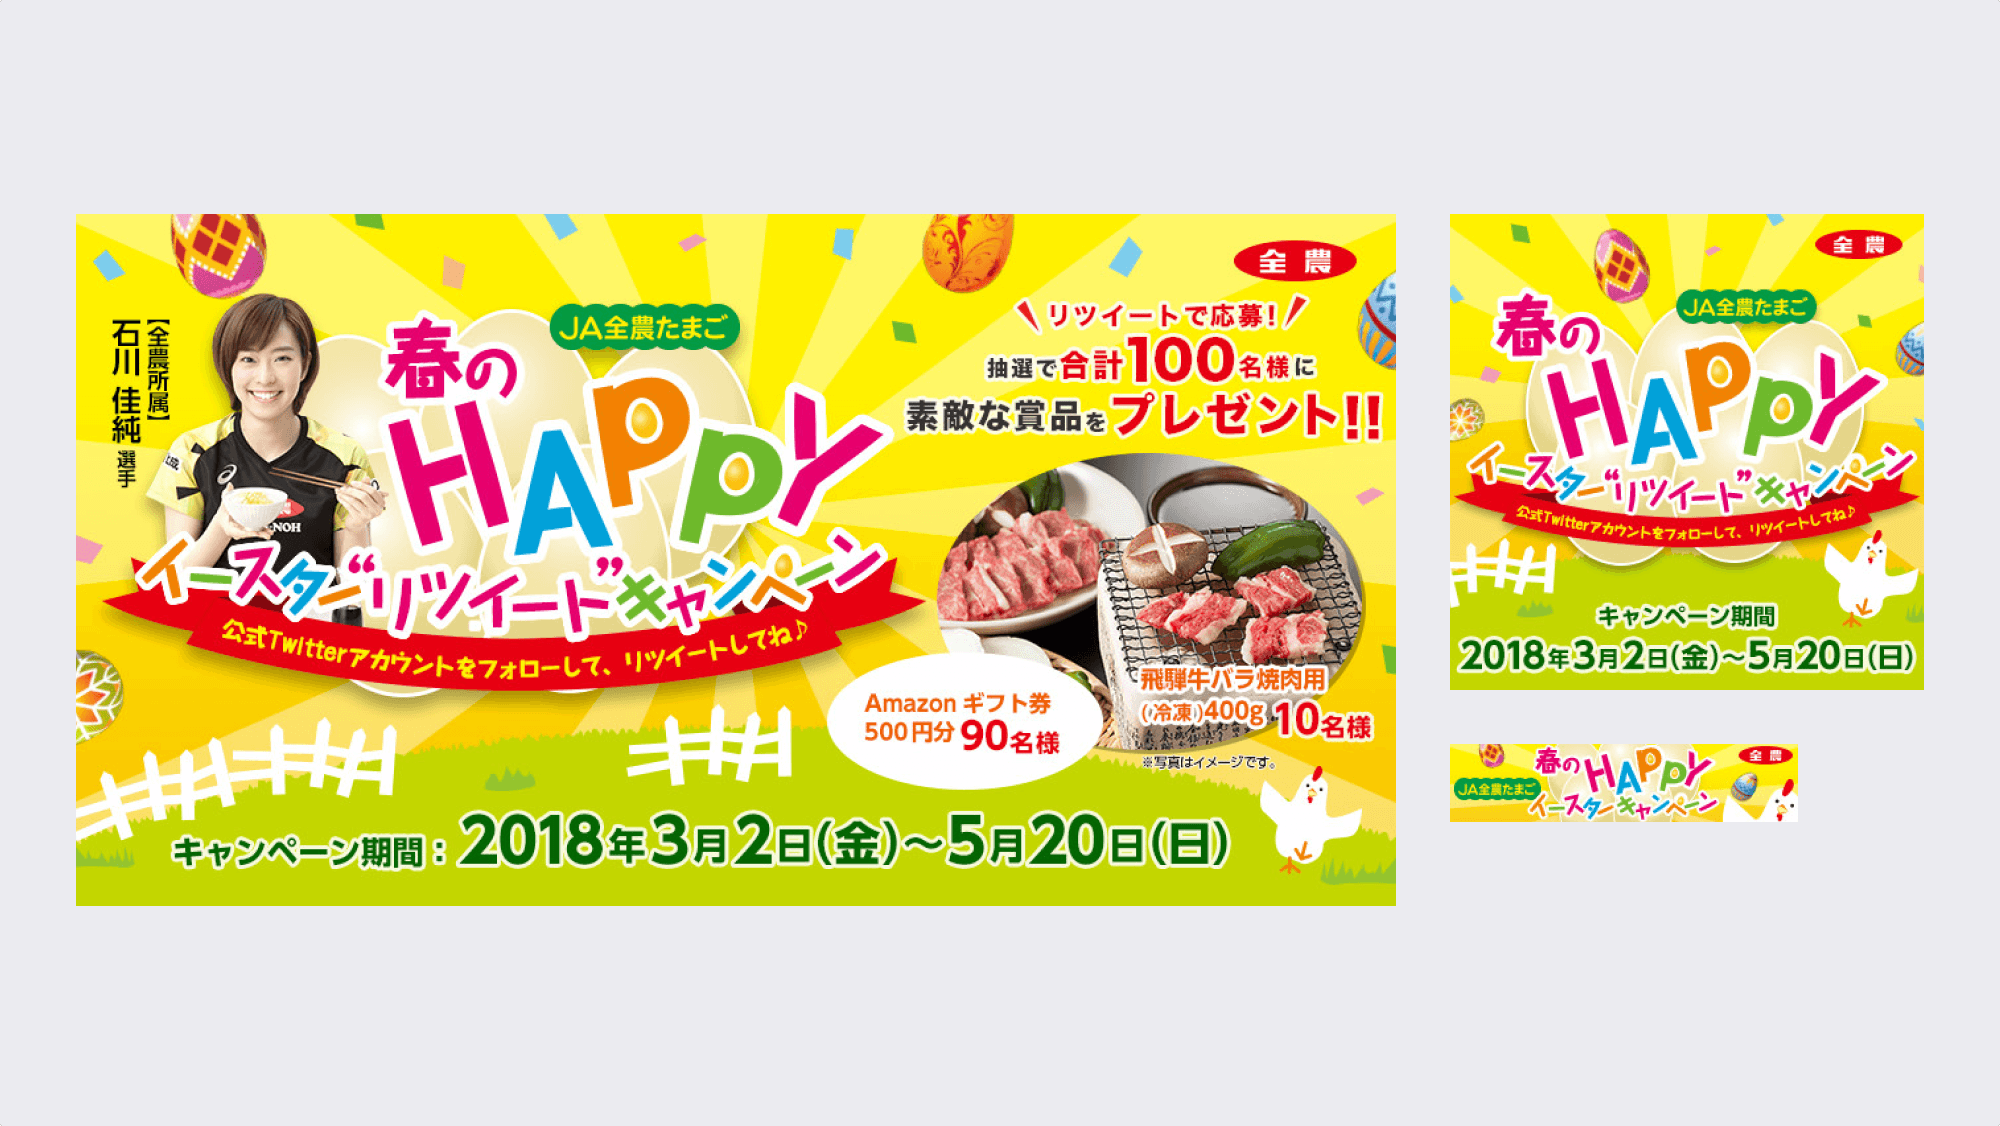 全農
【全農所属】
石川 佳純 選手
JA全農たまご
春の
HAPPY
イースター“リツイート”キャンペーン
公式Twitterアカウントをフォローして、リツイートしてね♪
リツイートで応募!
抽選で合計100名様に
素敵な賞品をプレゼント!!
Amazon ギフト券
500円分 90名様
飛騨牛バラ焼肉用
(冷凍)400g 10名様
※写真はイメージです。
キャンペーン期間：2018年3月2日(金)～5月20日(日)
全農
JA全農たまご
春の
HAPPY
イースター“リツイート”キャンペーン
公式Twitterアカウントをフォローして、リツイートしてね♪
キャンペーン期間
2018年3月2日(金)～5月20日(日)
全農
JA全農たまご
春のHAPPY
イースターキャンペーン